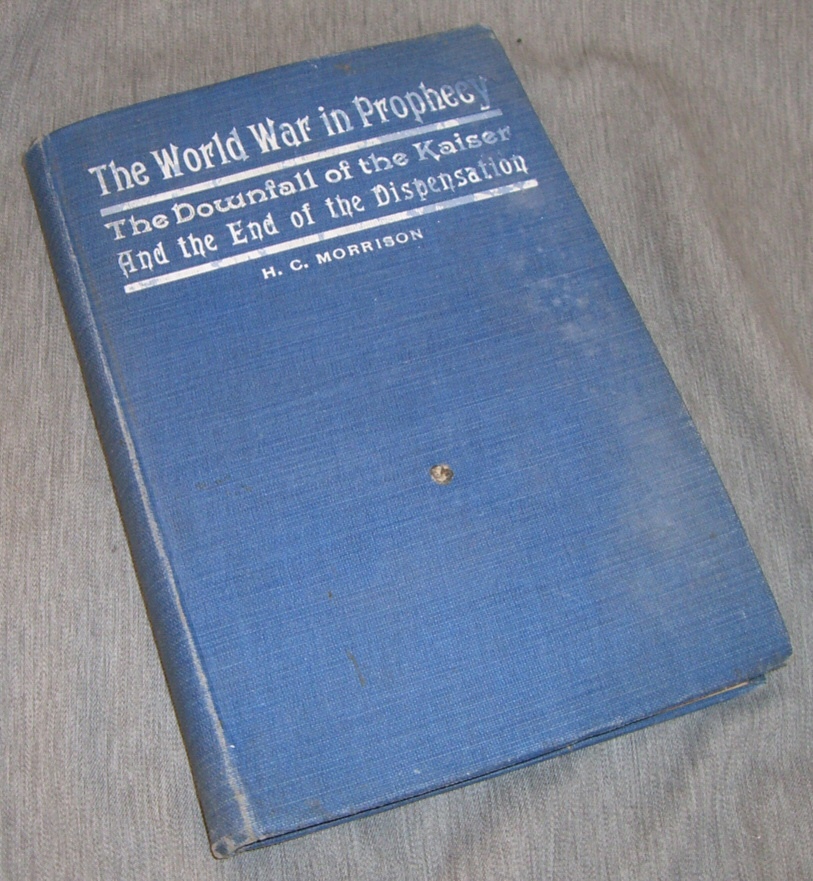 The World War in Prophecy
The Downfall of the Kaiser
And the End of the Dispensation
H. C. MORRISON